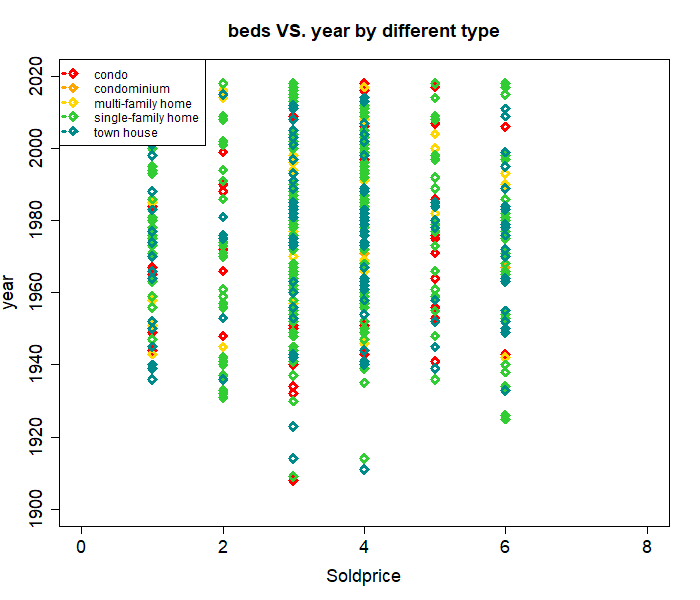 beds VS. year by different type
condo
condominium
multi-family home
single-family home
town house
2020
2000
1980
1960
1940
1920
1900
year
0 2 4 6 8
Soldprice